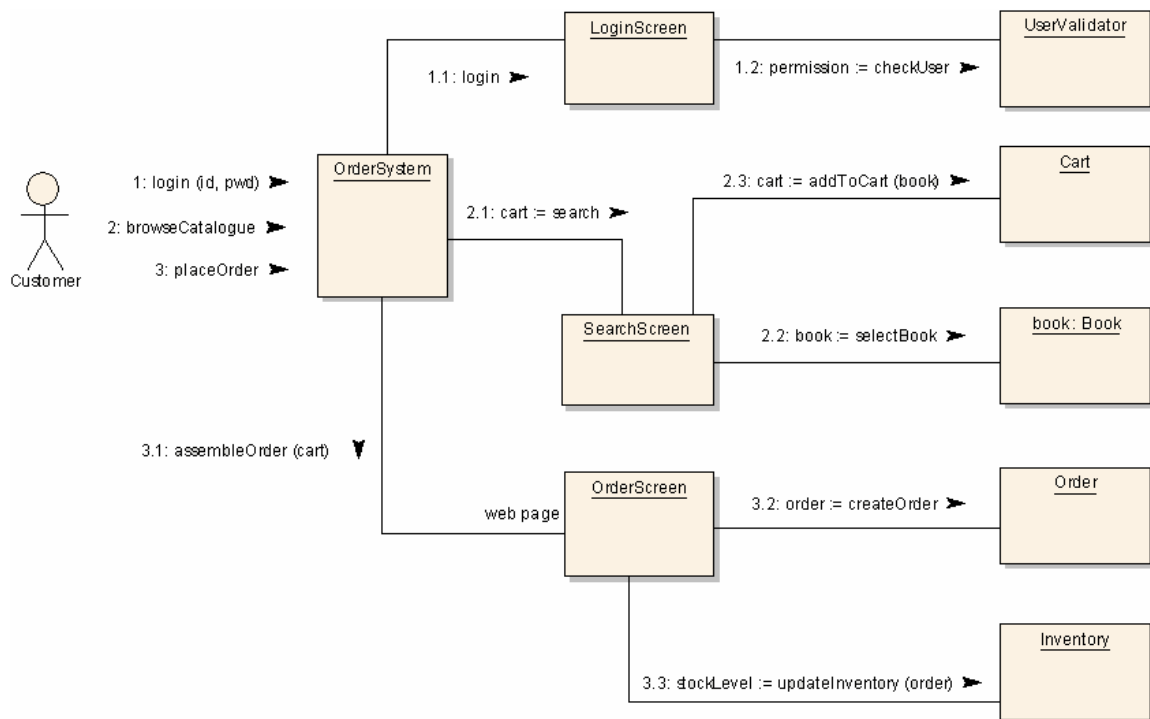 LoginScreen
UserValidator
1.1: login
1.2: permission := checkUser
OrderSystem
Cart
1: login (id, pwd)
2.3: cart := addToCart (book)
2.1: cart := search
2: browseCatalogue
3: placeOrder
Customer
SearchScreen
book: Book
2.2: book := selectBook
3.1: assembleOrder (cart)
OrderScreen
Order
web page
3.2: order := createOrder
Inventory
3.3: stockLevel := updateInventory (order)